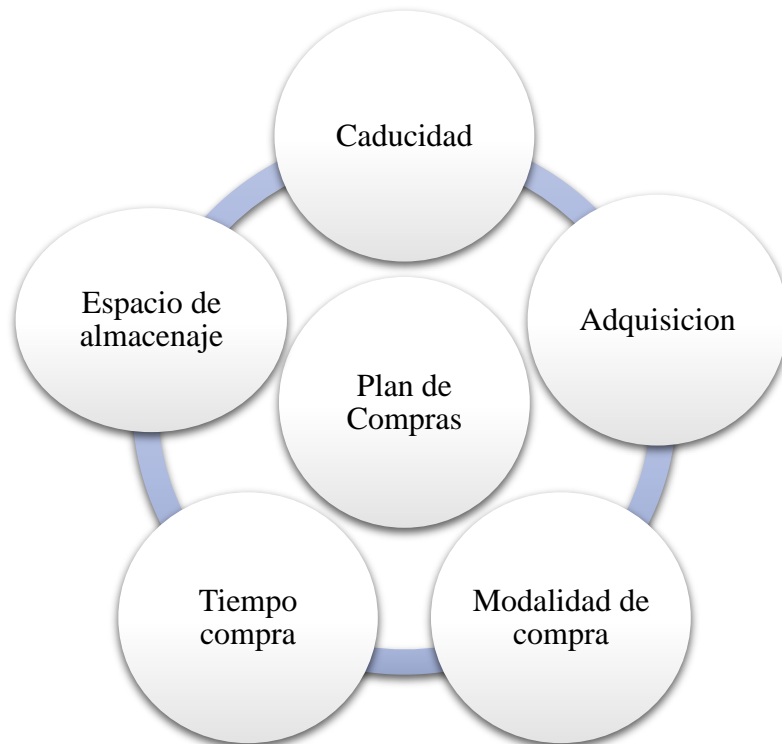 Caducidad
Espacio de
almacenaje
Adquisicion
Plan de
Compras
Tiempo
compra
Modalidad de
compra